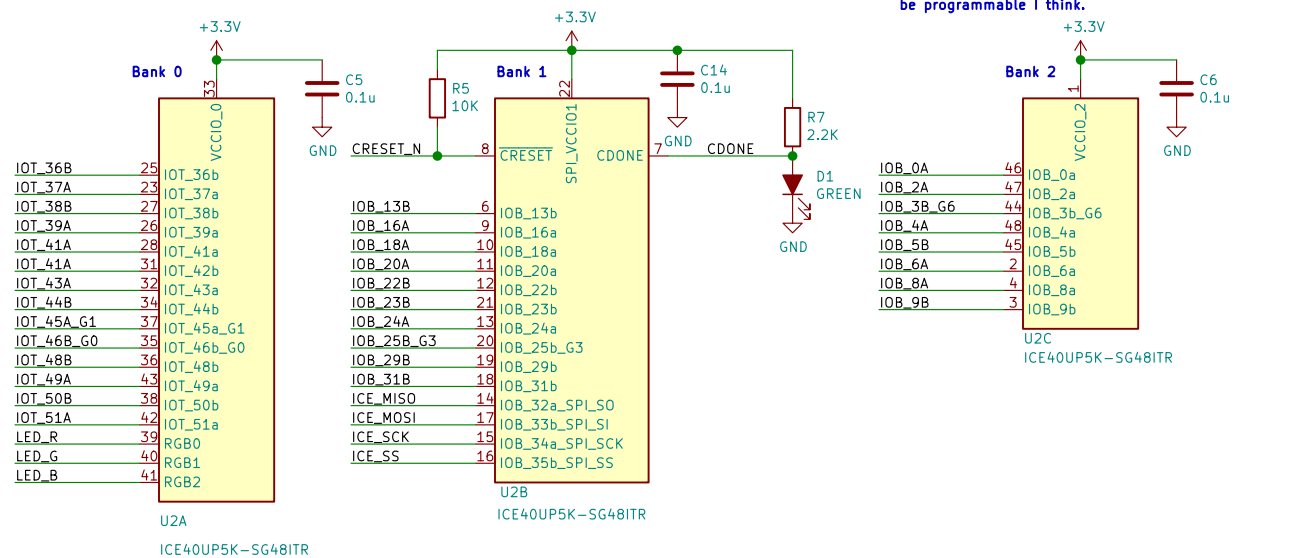 be programmable I think.
+3.3V
Bank 0
33
C5
0.1u
GND
VCCIO_0
IOT_36B 25 IOT_36b
IOT_37A 23 IOT_37a
IOT_38B 27 IOT_38b
IOT_39A 26 IOT_39a
IOT_41A 28 IOT_41a
IOT_41A 31 IOT_42b
IOT_43A 32 IOT_43a
IOT_44B 34 IOT_44b
IOT_45A_G1 37 IOT_45a_G1
IOT_46B_G0 35 IOT_46b_G0
IOT_48B 36 IOT_48b
IOT_49A 43 IOT_49a
IOT_50B 38 IOT_50b
IOT_51A 42 IOT_51a
LED_R 39 RGB0
LED_G 40 RGB1
LED_B 41 RGB2
U2A
ICE40UP5K-SG48ITR
+3.3V
Bank 1
22
R5
10K
C14
0.1u
GND
R7
2.2K
SPI_VCCIO1
CRESET_N 8 CRESET
CDONE 7 CDONE
D1
GREEN
GND
IOB_13B 6 IOB_13b
IOB_16A 9 IOB_16a
IOB_18A 10 IOB_18a
IOB_20A 11 IOB_20a
IOB_22B 12 IOB_22b
IOB_23B 21 IOB_23b
IOB_24A 13 IOB_24a
IOB_25B_G3 20 IOB_25b_G3
IOB_29B 19 IOB_29b
IOB_31B 18 IOB_31b
ICE_MISO 14 IOB_32a_SPI_SO
ICE_MOSI 17 IOB_33b_SPI_SI
ICE_SCK 15 IOB_34a_SPI_SCK
ICE_SS 16 IOB_35b_SPI_SS
U2B
ICE40UP5K-SG48ITR
+3.3V
Bank 2
1
C6
0.1u
GND
VCCIO_2
IOB_0A 46 IOB_0a
IOB_2A 47 IOB_2a
IOB_3B_G6 44 IOB_3b_G6
IOB_4A 48 IOB_4a
IOB_5B 45 IOB_5b
IOB_6A 2 IOB_6a
IOB_8A 4 IOB_8a
IOB_9B 3 IOB_9b
U2C
ICE40UP5K-SG48ITR